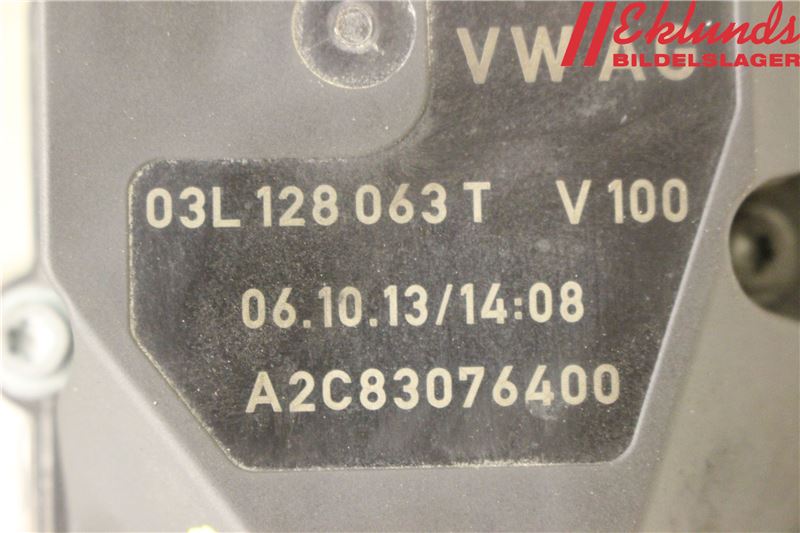 Eklunds
BILDELSLAGER
VW AG
03L 128 063 T V 100
06.10.13/14:08
A2C83076400